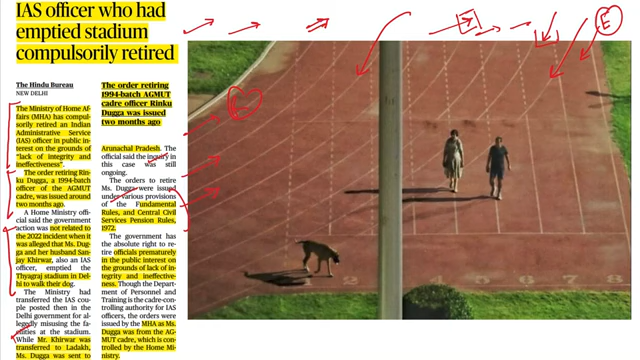 IAS officer who had
emptied stadium
compulsorily retired
The Hindu Bureau
NEW DELHI
The Ministry of Home Af-
fairs (MHA) has compul-
sorily retired an Indian
Administrative Service
(IAS) officer in public in-
terest on the grounds of
"lack of integrity and
ineffectiveness".
The order retiring Rin-
ku Dugga, a 1994-batch
officer of the AGMUT
cadre, was issued around
two months ago.
A Home Ministry offi-
cial said the government
action was not related to
the 2022 incident when it
was alleged that Ms. Dug-
ga and her husband San-
jay Khirwar, also an IAS
officer, emptied the
Thyagraj stadium in Del-
hi to walk their dog.
The Ministry had
transferred the IAS cou-
ple posted then in the
Delhi government for al-
legedly misusing the fa-
cilities at the stadium.
While Mr. Khirwar was
transferred to Ladakh,
Ms. Dugga was sent to
The order retiring
1994-batch AGMUT
cadre officer Rinku
Dugga was issued
two months ago
Arunachal Pradesh. The
official said the inquiry in
this case was still
ongoing.
The orders to retire
Ms. Dugga were issued
under various provisions
of the Fundamental
Rules, and Central Civil
Services Pension Rules,
1972.
The government has
the absolute right to re-
tire officials prematurely
in the public interest on
the grounds of lack of in-
tegrity and ineffective-
ness. Though the Depart-
ment of Personnel and
Training is the cadre-con-
trolling authority for IAS
officers, the orders were
issued by the MHA as Ms.
Dugga was from the AG-
MUT cadre, which is con-
trolled by the Home Mi-
nistry.
E